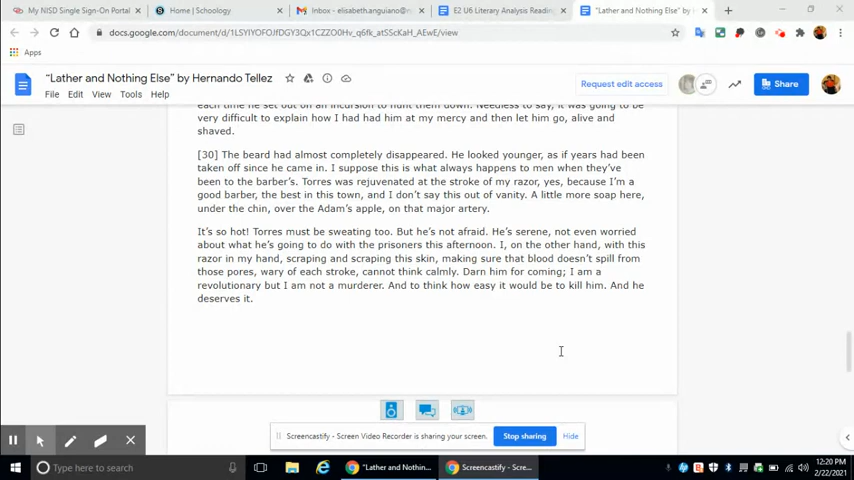 My NISD Single Sign-On Portal
Home | Schoology
Inbox - elisabeth.anguiano@
E2 U6 Literary Analysis Reading
"Lather and Nothing Else" by H
docs.google.com/document/d/1LSYIYOFOJfdGY3Qx1CZZO0Hv_q6fk_atSScKaH_AEwE/view
Apps
"Lather and Nothing Else" by Hernando Tellez
Request edit access
Share
File Edit View Tools Help
each time he set out on an incursion to hunt them down. Needless to say, it was going to be
very difficult to explain how I had had him at my mercy and then let him go, alive and
shaved.
[30] The beard had almost completely disappeared. He looked younger, as if years had been
taken off since he came in. I suppose this is what always happens to men when they've
been to the barber's. Torres was rejuvenated at the stroke of my razor, yes, because I'm a
good barber, the best in this town, and I don't say this out of vanity. A little more soap here,
under the chin, over the Adam's apple, on that major artery.
It's so hot! Torres must be sweating too. But he's not afraid. He's serene, not even worried
about what he's going to do with the prisoners this afternoon. I, on the other hand, with this
razor in my hand, scraping and scraping this skin, making sure that blood doesn't spill from
those pores, wary of each stroke, cannot think calmly. Darn him for coming; I am a
revolutionary but I am not a murderer. And to think how easy it would be to kill him. And he
deserves it.
Screencastify - Screen Video Recorder is sharing your screen.
Stop sharing
Hide
Type here to search
"Lather and Nothin...
Screencastify - Scre...
12:20 PM
2/22/2021